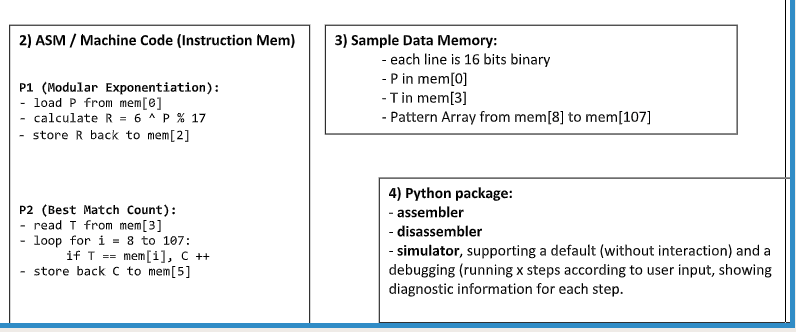 2) ASM / Machine Code (Instruction Mem)
P1 (Modular Exponentiation):
- load P from mem[0]
- calculate R = 6 ^ P % 17
- store R back to mem[2]
P2 (Best Match Count):
- read T from mem[3]
- loop for i = 8 to 107:
if T == mem[i], C ++
- store back C to mem[5]
3) Sample Data Memory:
- each line is 16 bits binary
- P in mem[0]
- T in mem[3]
- Pattern Array from mem[8] to mem[107]
4) Python package:
- assembler
- disassembler
- simulator, supporting a default (without interaction) and a
debugging (running x steps according to user input, showing
diagnostic information for each step.